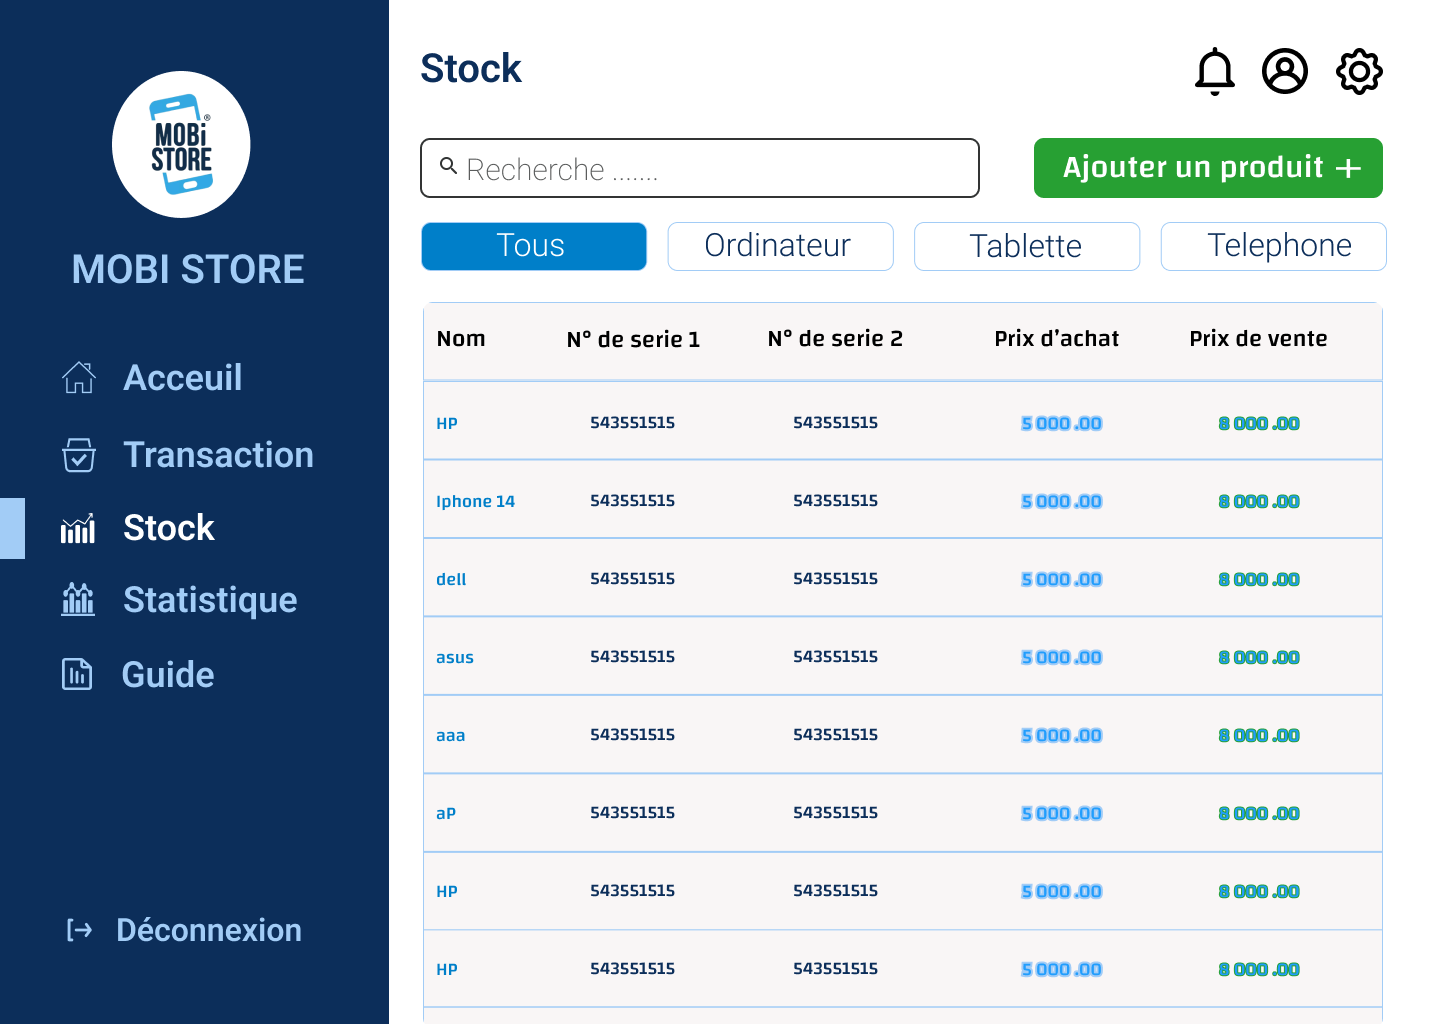 MOBi
STORE
®
MOBI STORE
Acceuil
Transaction
Stock
Statistique
Guide
Déconnexion
Stock
Recherche .......
Ajouter un produit +
Tous Ordinateur Tablette Telephone
Nom N° de serie 1 N° de serie 2 Prix d'achat Prix de vente
HP 543551515 543551515 5 000 .00 8 000 .00
Iphone 14 543551515 543551515 5 000 .00 8 000 .00
dell 543551515 543551515 5 000 .00 8 000 .00
asus 543551515 543551515 5 000 .00 8 000 .00
aaa 543551515 543551515 5 000 .00 8 000 .00
aP 543551515 543551515 5 000 .00 8 000 .00
HP 543551515 543551515 5 000 .00 8 000 .00
HP 543551515 543551515 5 000 .00 8 000 .00